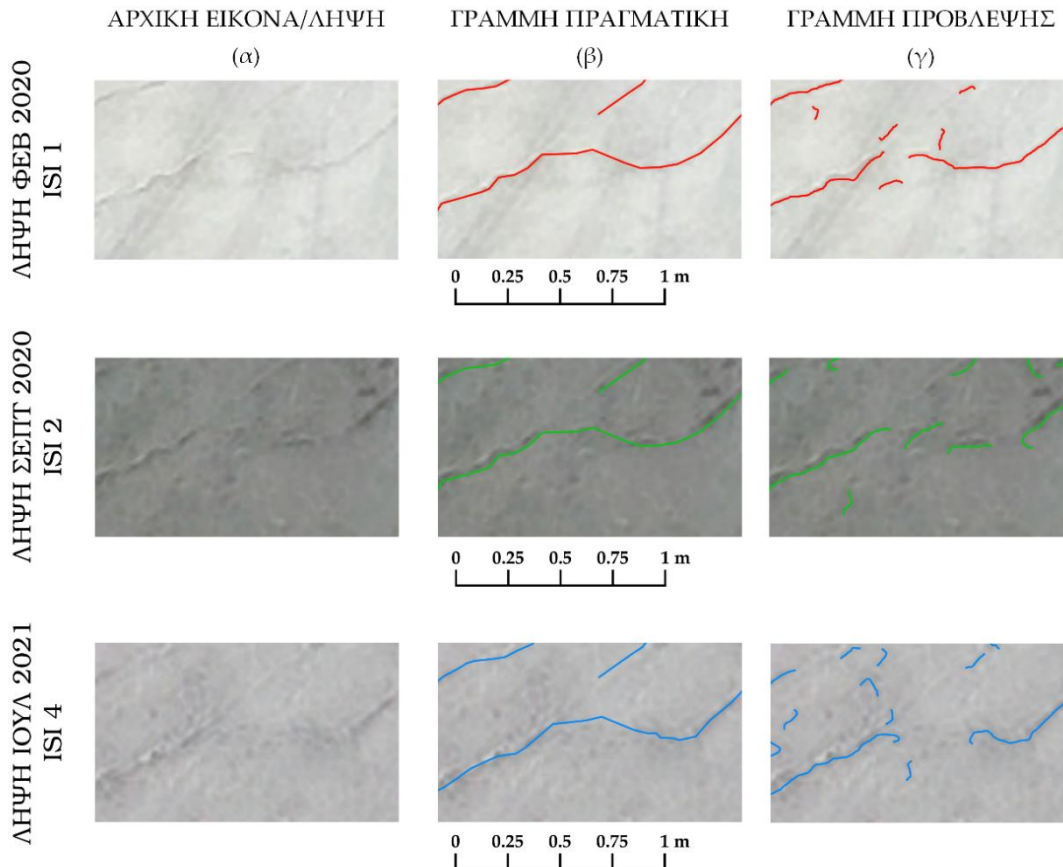 ΑΡΧΙΚΗ ΕΙΚΟΝΑ/ΛΗΨΗ ΓΡΑΜΜΗ ΠΡΑΓΜΑΤΙΚΗ ΓΡΑΜΜΗ ΠΡΟΒΛΕΨΗΣ
(α) (β) (γ)
ΛΗΨΗ ΦΕΒ 2020
ISI 1
0 0.25 0.5 0.75 1 m
ΛΗΨΗ ΣΕΠΤ 2020
ISI 2
0 0.25 0.5 0.75 1 m
ΛΗΨΗ ΙΟΥΛ 2021
ISI 4
0 0.25 0.5 0.75 1 m